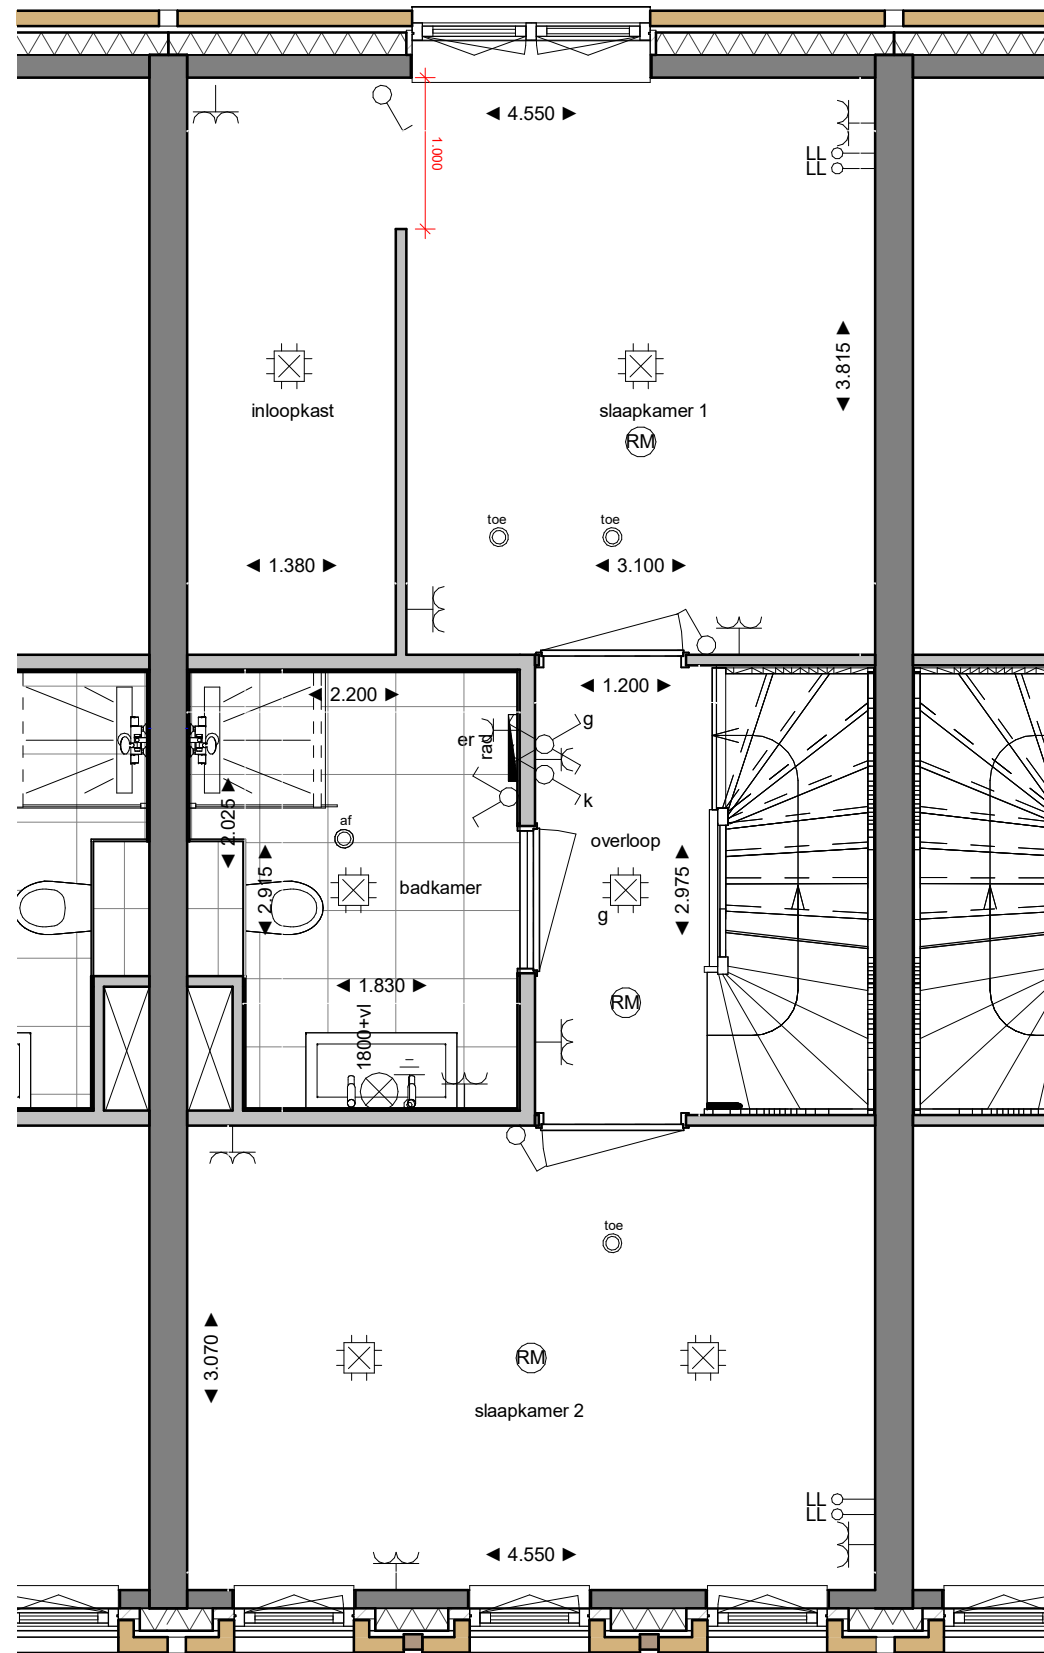 ◄ 4.550 ►
1.000
LL
LL
◄ 3.815 ►
inloopkast
slaapkamer 1
RM
toe
toe
◄ 1.380 ►
◄ 3.100 ►
◄ 2.200 ►
◄ 1.200 ►
g
er
rad
k
◄ 2.025 ►
af
overloop
◄ 2.915 ►
badkamer
◄ 2.975 ►
g
◄ 1.830 ►
RM
1800+vl
toe
◄ 3.070 ►
RM
slaapkamer 2
LL
LL
◄ 4.550 ►